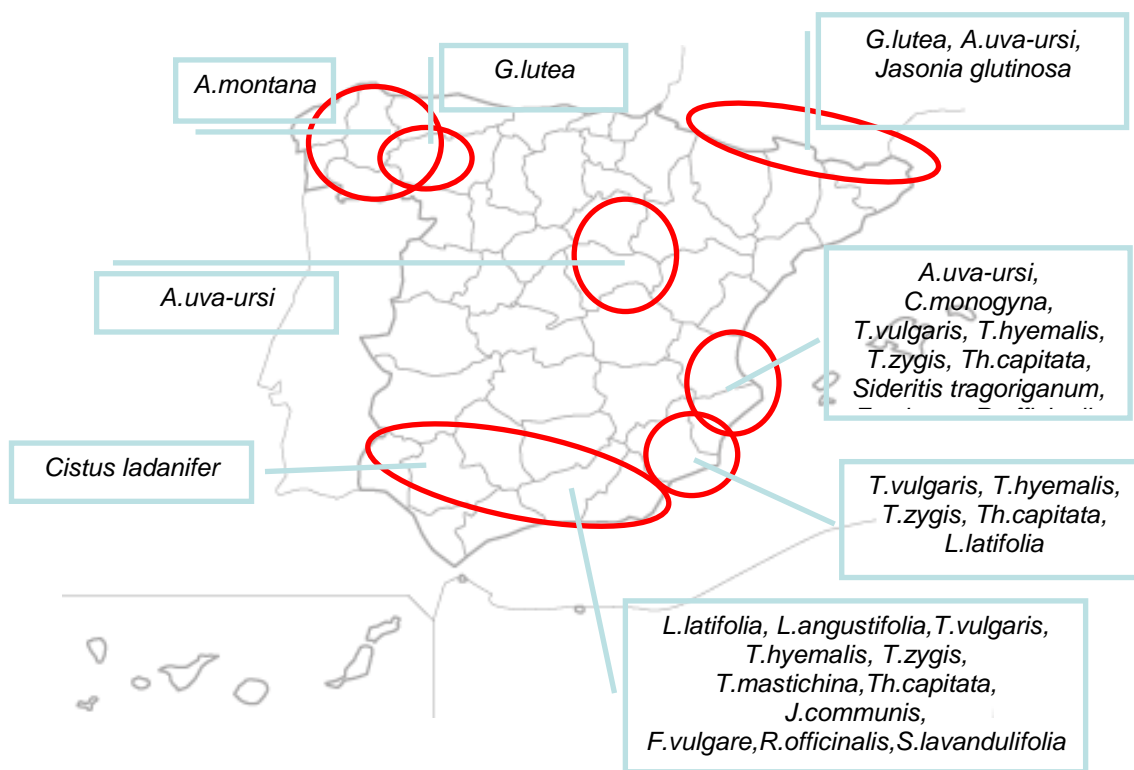 A.montana
G.lutea
G.lutea, A.uva-ursi,
Jasonia glutinosa
A.uva-ursi
A.uva-ursi,
C.monogyna,
T.vulgaris, T.hyemalis,
T.zygis, Th.capitata,
Sideritis tragoriganum,
Cistus ladanifer
T.vulgaris, T.hyemalis,
T.zygis, Th.capitata,
L.latifolia
L.latifolia, L.angustifolia,T.vulgaris,
T.hyemalis, T.zygis,
T.mastichina,Th.capitata,
J.communis,
F.vulgare,R.officinalis,S.lavandulifolia